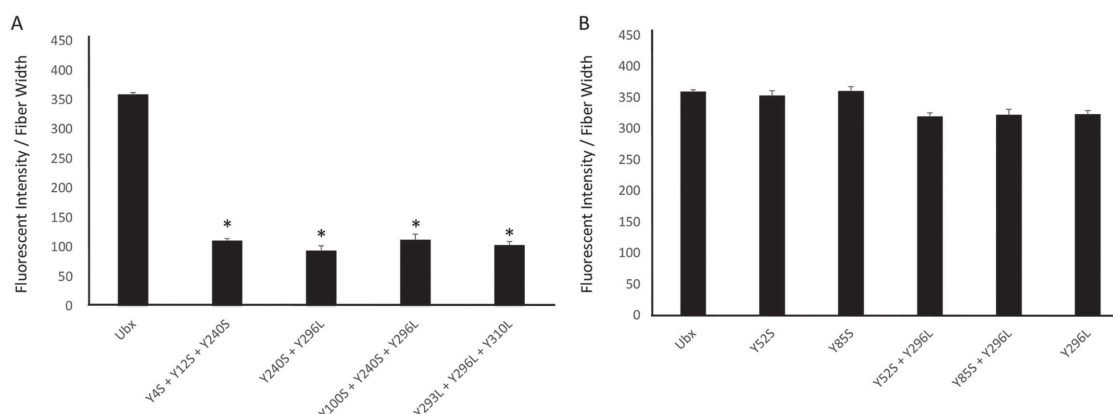 A
Fluorescent Intensity / Fiber Width
450
400
350
300
250
200
150
100
50
0
*
*
*
*
Ubx
Y4S + Y12S + Y240S
Y240S + Y296L
Y100S + Y240S + Y296L
Y293L + Y296L + Y310L
B
Fluorescent Intensity / Fiber Width
450
400
350
300
250
200
150
100
50
0
Ubx
Y52S
Y85S
Y52S + Y296L
Y85S + Y296L
Y296L